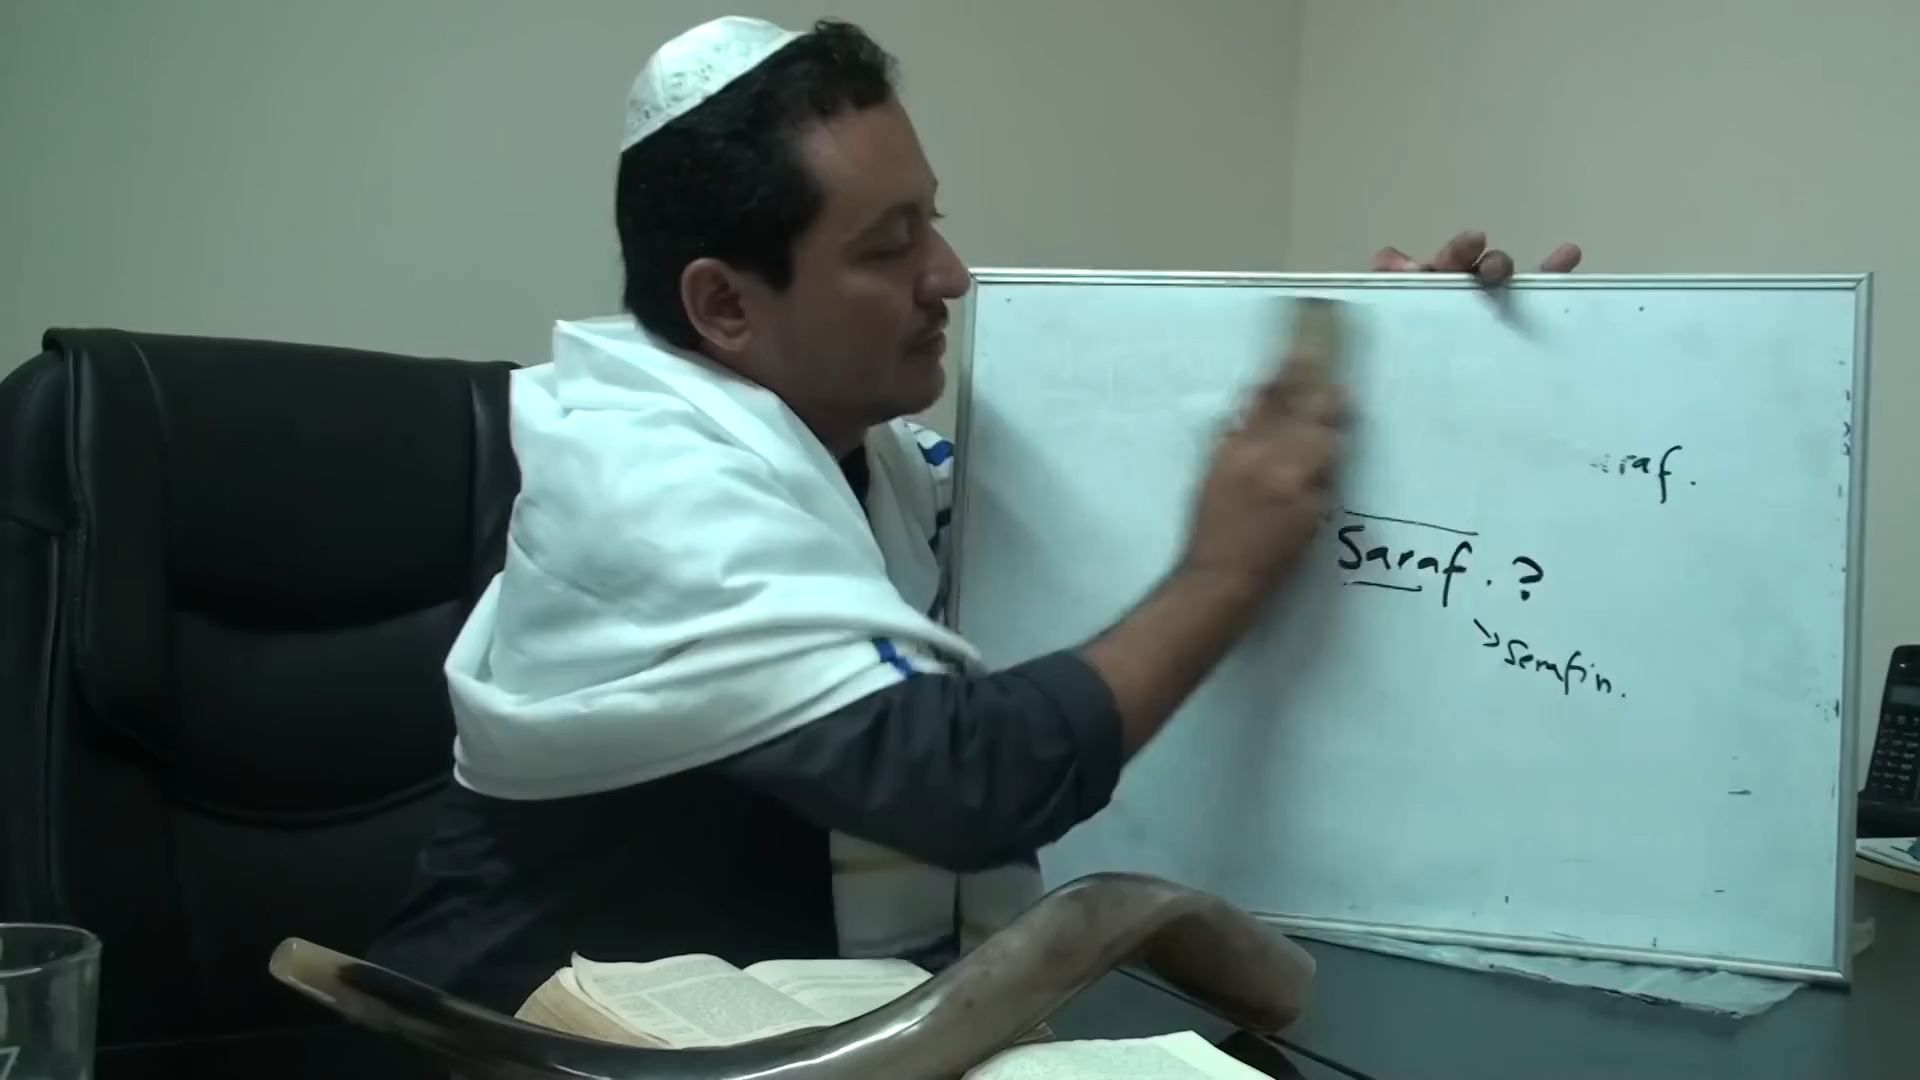 raf.
Saraf. ?
↘ Serafin.